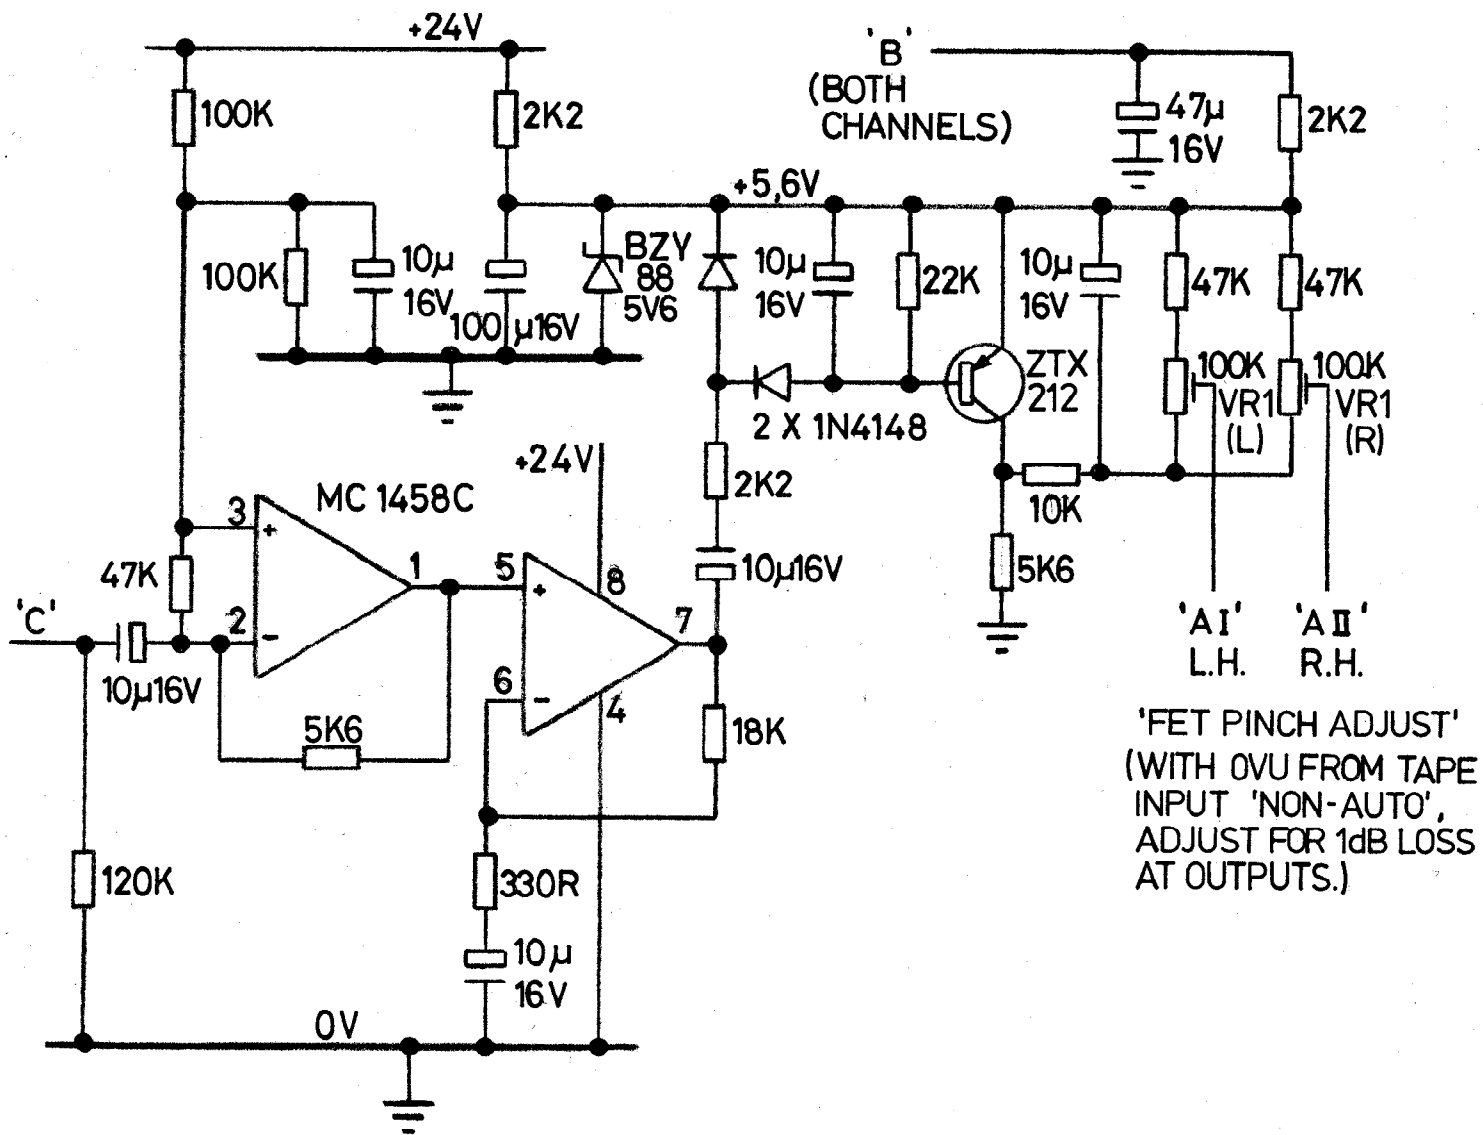 +24V
'B'
(BOTH
CHANNELS)
100K
2K2
47µ
16V
2K2
+5,6V
100K
10µ
16V
100µ16V
BZY
88
5V6
10µ
16V
22K
10µ
16V
47K
47K
ZTX
212
100K
VR1
(L)
100K
VR1
(R)
2 X 1N4148
+24V
MC 1458C
2K2
10K
3
+
47K
1
5
+
8
10µ16V
5K6
'C'
2
-
7
10µ16V
6
-
4
'A I'
L.H.
'A II'
R.H.
5K6
18K
'FET PINCH ADJUST'
(WITH 0VU FROM TAPE
INPUT 'NON-AUTO',
ADJUST FOR 1dB LOSS
AT OUTPUTS.)
120K
330R
10µ
16V
0V